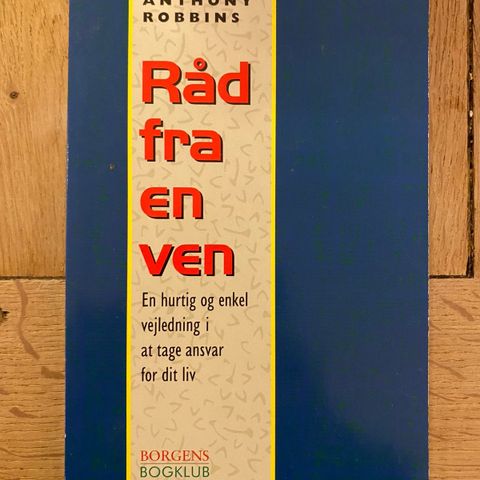 ANTHONY
ROBBINS
Råd
fra
en
ven
En hurtig og enkel
vejledning i
at tage ansvar
for dit liv
BORGENS
BOGKLUB